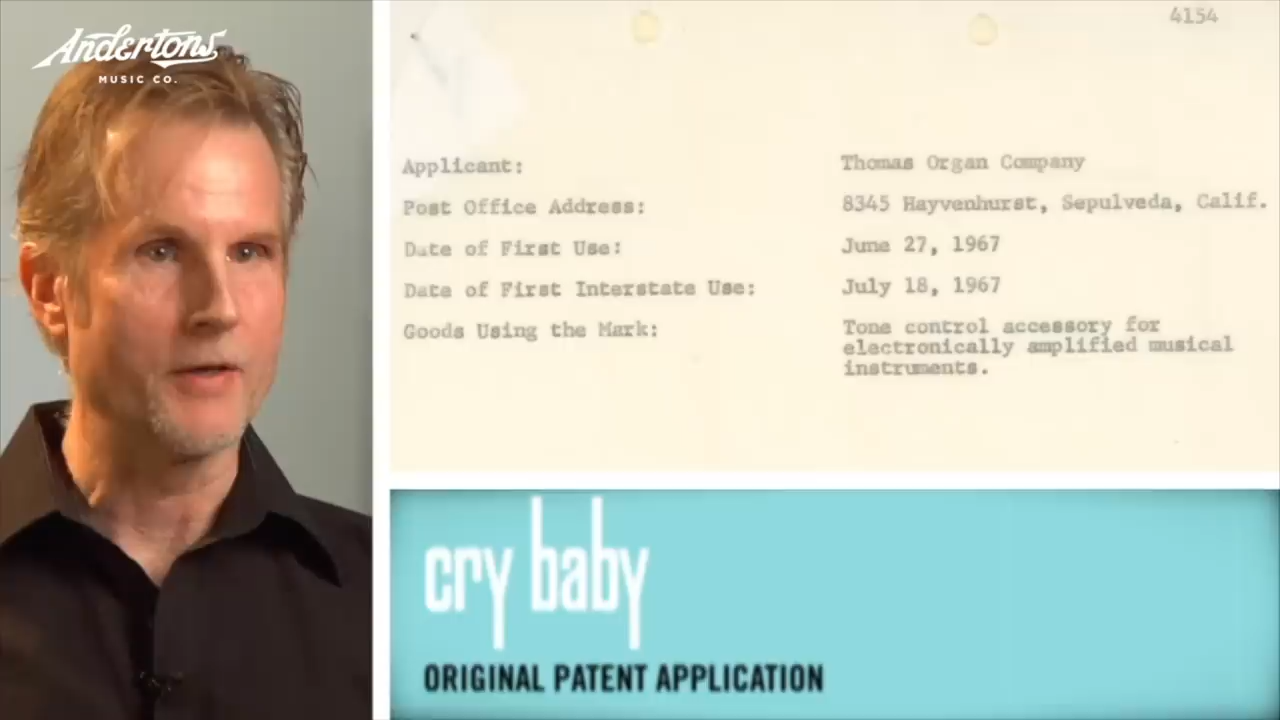 Andertons
MUSIC CO.
4154
Applicant: Thomas Organ Company
Post Office Address: 8345 Hayvenhurst, Sepulveda, Calif.
Date of First Use: June 27, 1967
Date of First Interstate Use: July 18, 1967
Goods Using the Mark: Tone control accessory for
electronically amplified musical
instruments.
cry baby
ORIGINAL PATENT APPLICATION